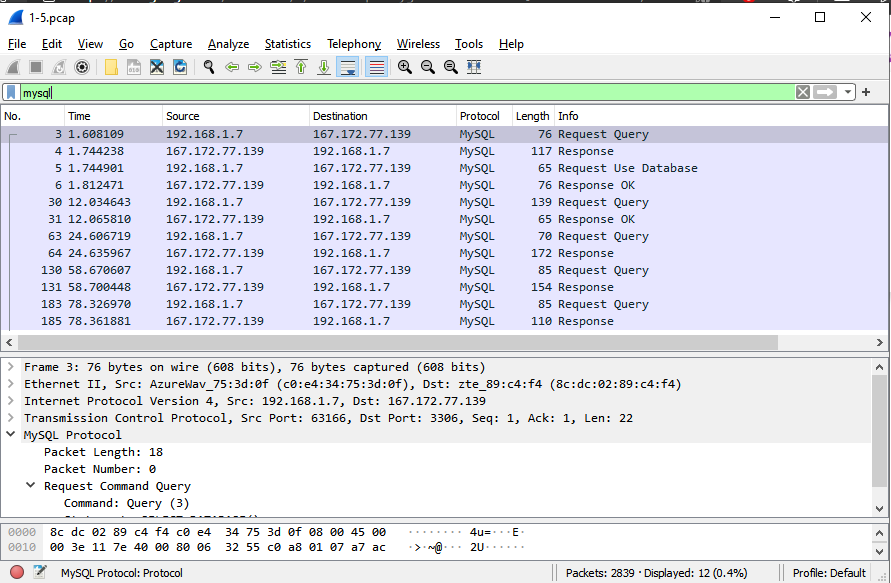 1-5.pcap
File Edit View Go Capture Analyze Statistics Telephony Wireless Tools Help
mysql
No. Time Source Destination Protocol Length Info
3 1.608109 192.168.1.7 167.172.77.139 MySQL 76 Request Query
4 1.744238 167.172.77.139 192.168.1.7 MySQL 117 Response
5 1.744901 192.168.1.7 167.172.77.139 MySQL 65 Request Use Database
6 1.812471 167.172.77.139 192.168.1.7 MySQL 76 Response OK
30 12.034643 192.168.1.7 167.172.77.139 MySQL 139 Request Query
31 12.065810 167.172.77.139 192.168.1.7 MySQL 65 Response OK
63 24.606719 192.168.1.7 167.172.77.139 MySQL 70 Request Query
64 24.635967 167.172.77.139 192.168.1.7 MySQL 172 Response
130 58.670607 192.168.1.7 167.172.77.139 MySQL 85 Request Query
131 58.700448 167.172.77.139 192.168.1.7 MySQL 154 Response
183 78.326970 192.168.1.7 167.172.77.139 MySQL 85 Request Query
185 78.361881 167.172.77.139 192.168.1.7 MySQL 110 Response
Frame 3: 76 bytes on wire (608 bits), 76 bytes captured (608 bits)
Ethernet II, Src: AzureWav_75:3d:0f (c0:e4:34:75:3d:0f), Dst: zte_89:c4:f4 (8c:dc:02:89:c4:f4)
Internet Protocol Version 4, Src: 192.168.1.7, Dst: 167.172.77.139
Transmission Control Protocol, Src Port: 63166, Dst Port: 3306, Seq: 1, Ack: 1, Len: 22
MySQL Protocol
Packet Length: 18
Packet Number: 0
Request Command Query
Command: Query (3)
0000 8c dc 02 89 c4 f4 c0 e4 34 75 3d 0f 08 00 45 00 ········ 4u=···E·
0010 00 3e 11 7e 40 00 80 06 32 55 c0 a8 01 07 a7 ac ·>·~@··· 2U······
MySQL Protocol: Protocol Packets: 2839 · Displayed: 12 (0.4%) Profile: Default